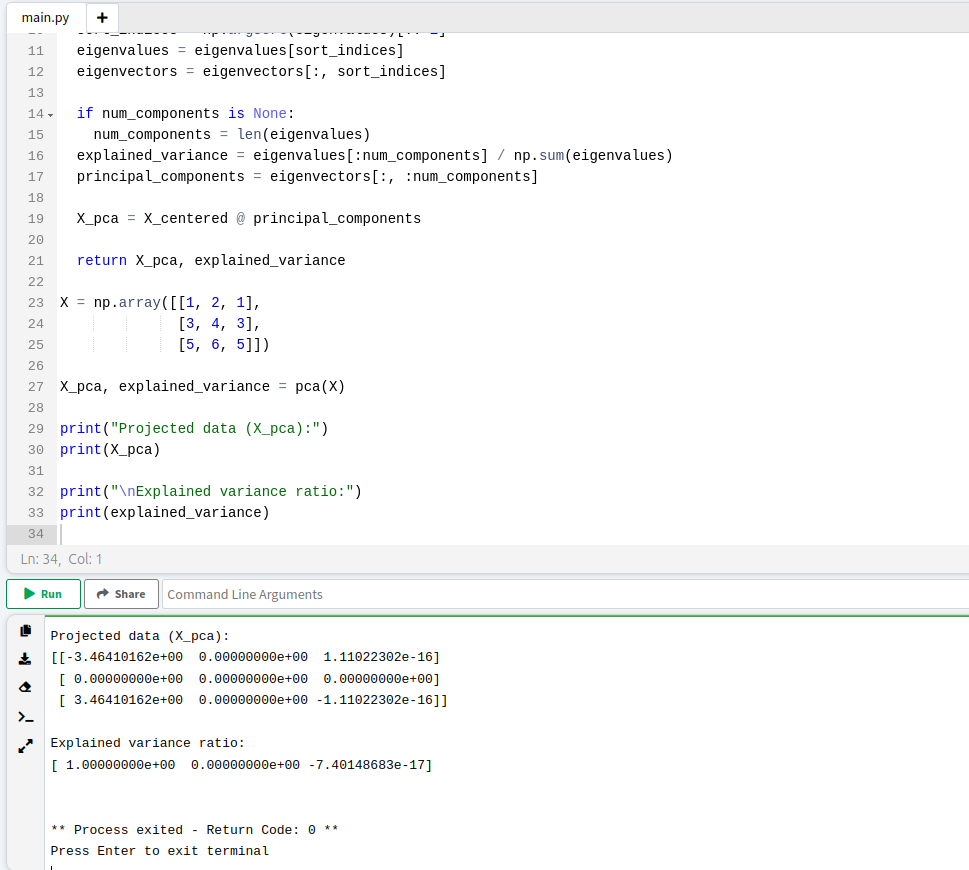 main.py +
11 eigenvalues = eigenvalues[sort_indices]
12 eigenvectors = eigenvectors[:, sort_indices]
13
14 if num_components is None:
15 num_components = len(eigenvalues)
16 explained_variance = eigenvalues[:num_components] / np.sum(eigenvalues)
17 principal_components = eigenvectors[:, :num_components]
18
19 X_pca = X_centered @ principal_components
20
21 return X_pca, explained_variance
22
23 X = np.array([[1, 2, 1],
24 [3, 4, 3],
25 [5, 6, 5]])
26
27 X_pca, explained_variance = pca(X)
28
29 print("Projected data (X_pca):")
30 print(X_pca)
31
32 print("\nExplained variance ratio:")
33 print(explained_variance)
34
Ln: 34, Col: 1
Run Share Command Line Arguments
Projected data (X_pca):
[[-3.46410162e+00 0.00000000e+00 1.11022302e-16]
[ 0.00000000e+00 0.00000000e+00 0.00000000e+00]
[ 3.46410162e+00 0.00000000e+00 -1.11022302e-16]]
Explained variance ratio:
[ 1.00000000e+00 0.00000000e+00 -7.40148683e-17]
** Process exited - Return Code: 0 **
Press Enter to exit terminal